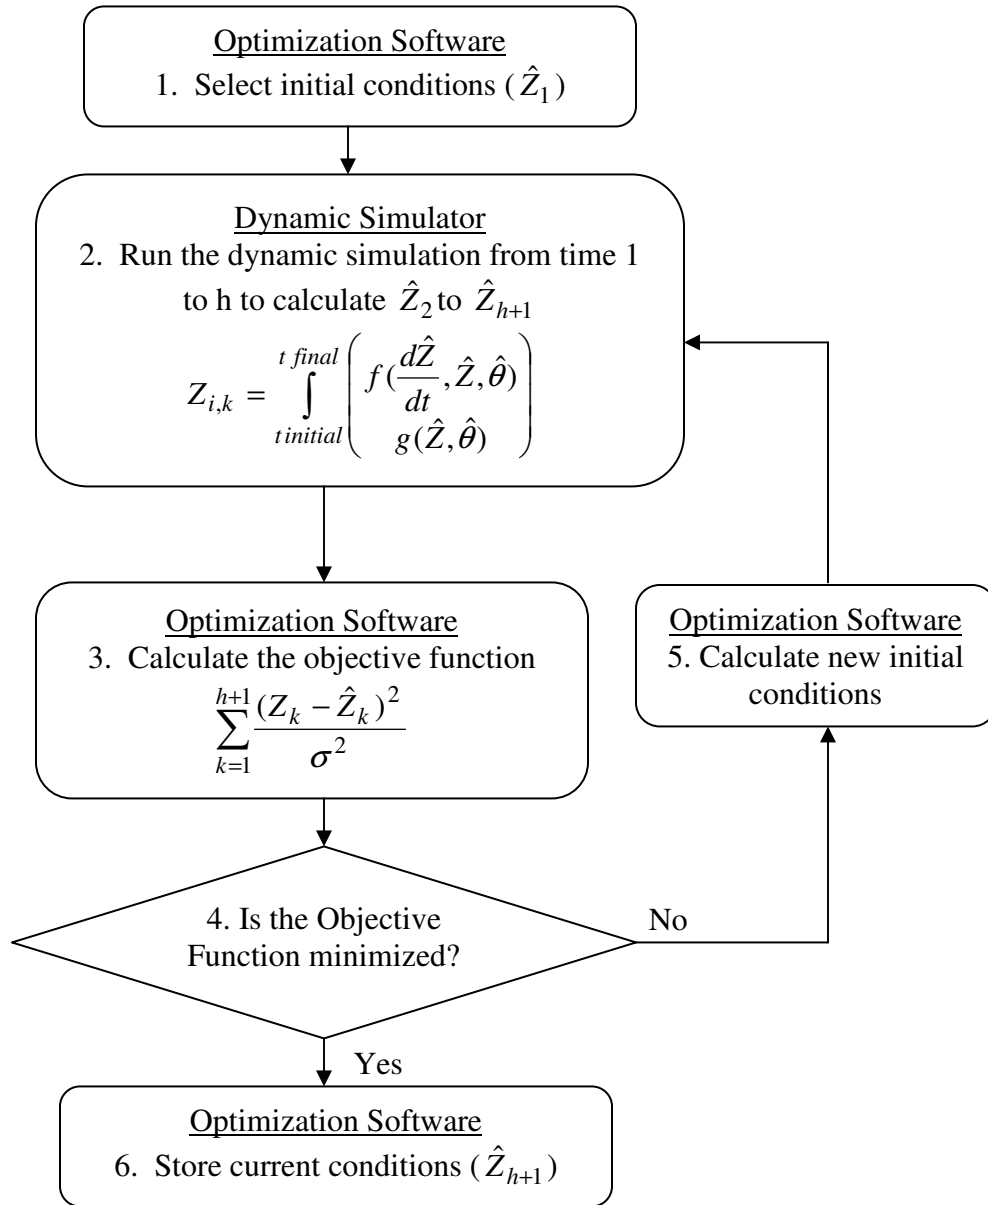 Optimization Software
1. Select initial conditions ( Ẑ₁ )
Dynamic Simulator
2. Run the dynamic simulation from time 1
to h to calculate Ẑ₂ to Ẑₕ₊₁
Z_{i,k} = ∫_{t initial}^{t final} ( f(dẐ/dt, Ẑ, θ̂) g(Ẑ, θ̂) )
Optimization Software
3. Calculate the objective function
∑_{k=1}^{h+1} (Z_k − Ẑ_k)² / σ²
Optimization Software
5. Calculate new initial
conditions
4. Is the Objective
Function minimized?
No
Yes
Optimization Software
6. Store current conditions ( Ẑₕ₊₁ )